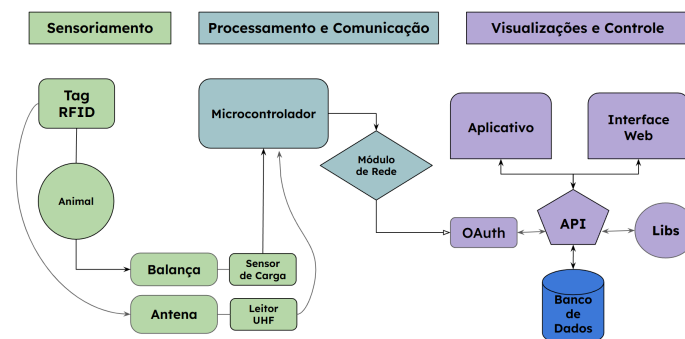 Sensoriamento
Processamento e Comunicação
Visualizações e Controle
Tag
RFID
Animal
Balança
Sensor
de Carga
Antena
Leitor
UHF
Microcontrolador
Módulo
de Rede
Aplicativo
Interface
Web
OAuth
API
Libs
Banco
de
Dados